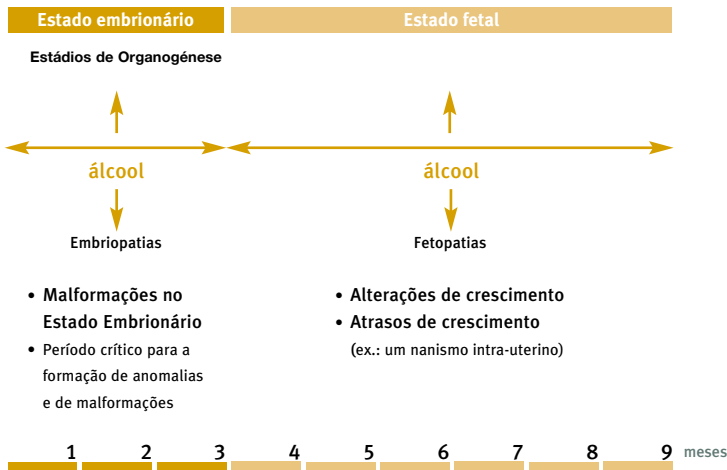 Estado embrionário
Estado fetal
Estádios de Organogénese
álcool
álcool
Embriopatias
Fetopatias
• Malformações no
Estado Embrionário
• Período crítico para a
formação de anomalias
e de malformações
• Alterações de crescimento
• Atrasos de crescimento
(ex.: um nanismo intra-uterino)
1 2 3 4 5 6 7 8 9 meses